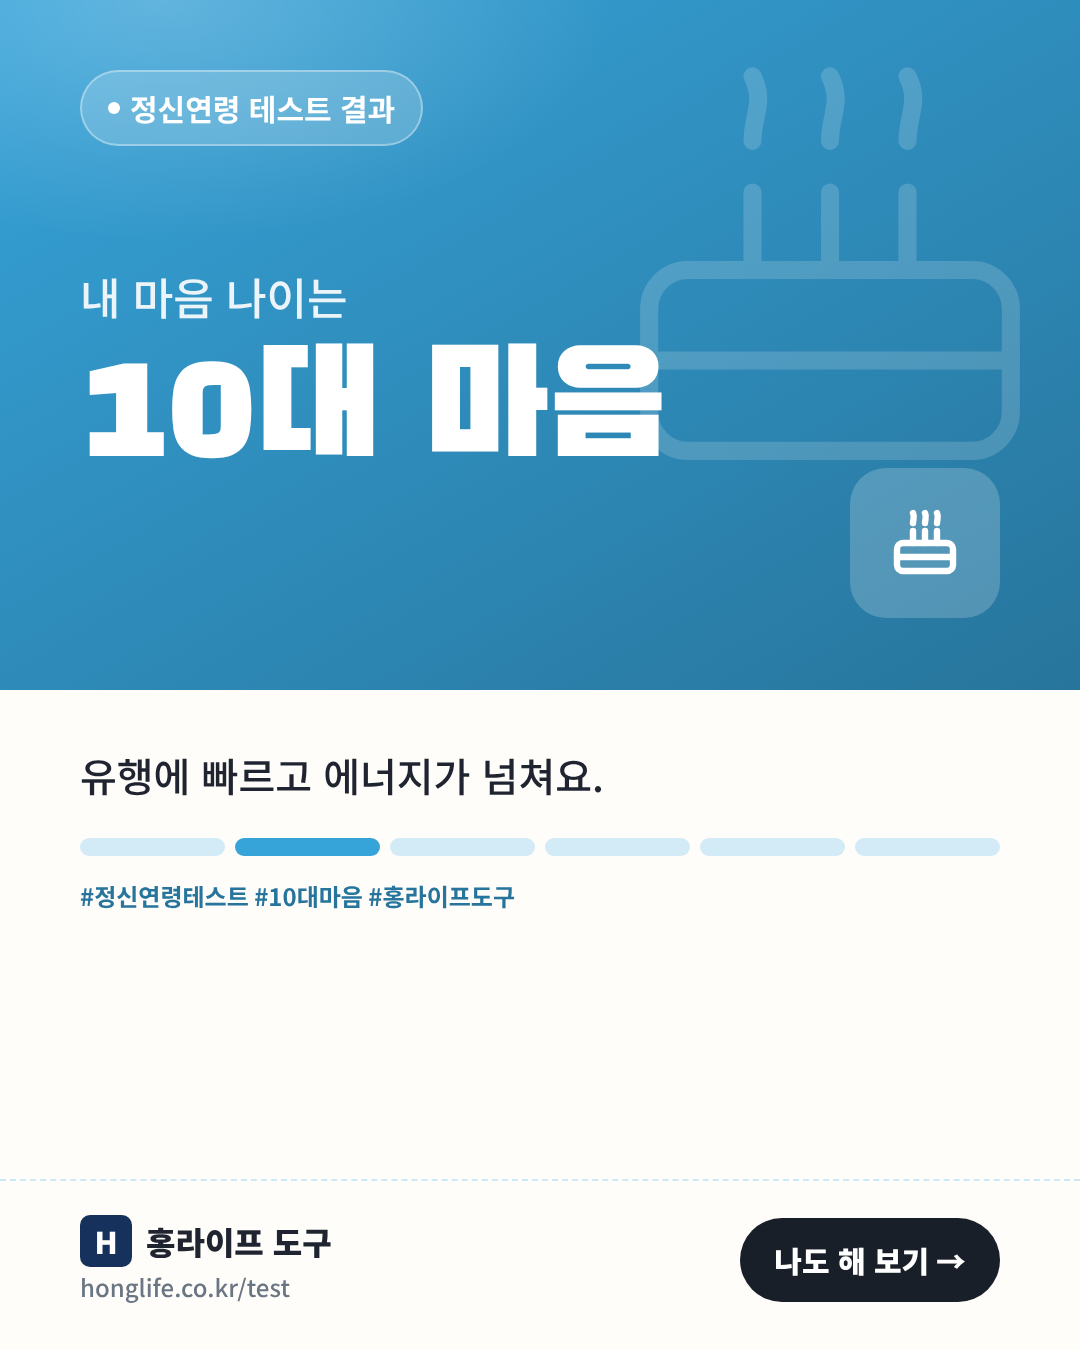 정신연령 테스트 결과
내 마음 나이는
10대 마음
유행에 빠르고 에너지가 넘쳐요.
#정신연령테스트 #10대마음 #홍라이프도구
H 홍라이프 도구
honglife.co.kr/test
나도 해 보기 →